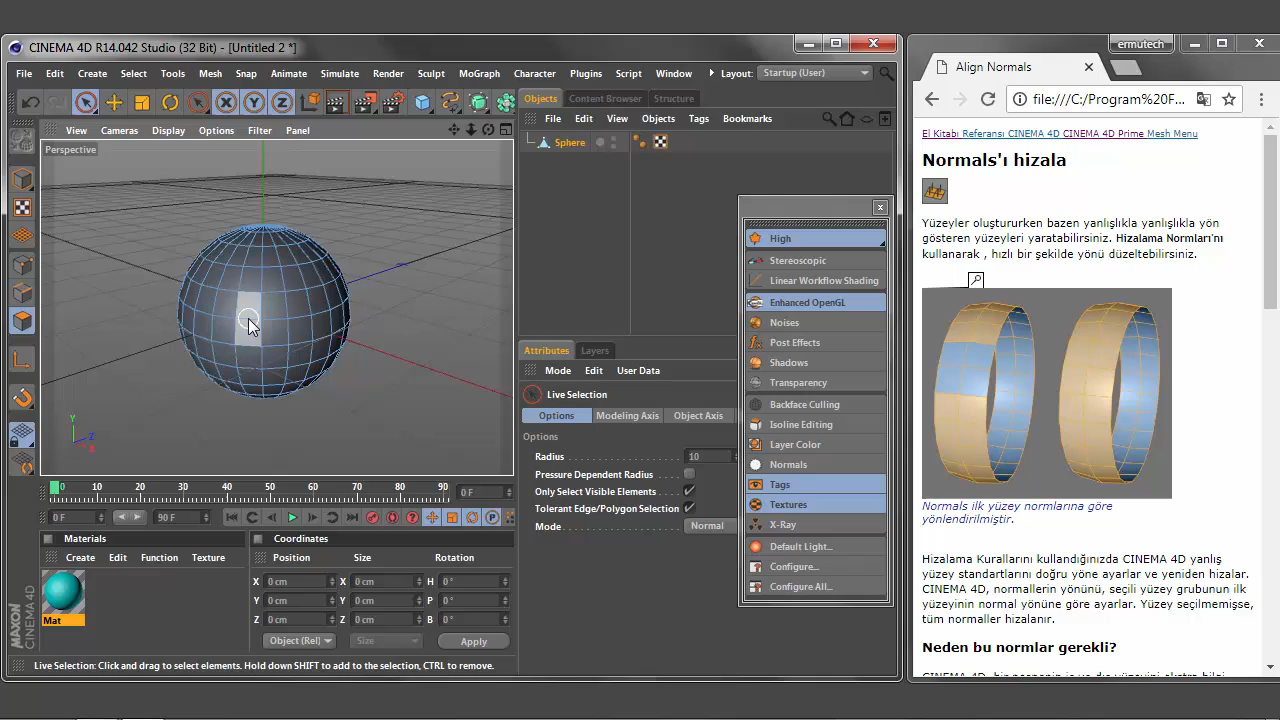 CINEMA 4D R14.042 Studio (32 Bit) - [Untitled 2 *]
File Edit Create Select Tools Mesh Snap Animate Simulate Render Sculpt MoGraph Character Plugins Script Window Layout: Startup (User)
Objects Content Browser Structure
View Cameras Display Options Filter Panel
File Edit View Objects Tags Bookmarks
Perspective
Sphere
Y
Z
X
High
Stereoscopic
Linear Workflow Shading
Enhanced OpenGL
Noises
Post Effects
Shadows
Transparency
Backface Culling
Isoline Editing
Layer Color
Normals
Tags
Textures
X-Ray
Default Light...
Configure...
Configure All...
Attributes Layers
Mode Edit User Data
Live Selection
Options Modeling Axis Object Axis
Options
Radius 10
Pressure Dependent Radius
Only Select Visible Elements
Tolerant Edge/Polygon Selection
Mode Normal
0 10 20 30 40 50 60 70 80 90 0 F
0 F 90 F
Materials
Create Edit Function Texture
Mat
Coordinates
Position Size Rotation
X 0 cm X 0 cm H 0 °
Y 0 cm Y 0 cm P 0 °
Z 0 cm Z 0 cm B 0 °
Object (Rel) Size Apply
MAXON
CINEMA 4D
Live Selection: Click and drag to select elements. Hold down SHIFT to add to the selection, CTRL to remove.
ermutech
Align Normals
file:///C:/Program%20F...
El Kitabı Referansı CINEMA 4D CINEMA 4D Prime Mesh Menu
Normals'ı hizala
Yüzeyler oluştururken bazen yanlışlıkla yanlışlıkla yön
gösteren yüzeyleri yaratabilirsiniz. Hizalama Normları'nı
kullanarak , hızlı bir şekilde yönü düzeltebilirsiniz.
Normals ilk yüzey normlarına göre
yönlendirilmiştir.
Hizalama Kurallarını kullandığınızda CINEMA 4D yanlış
yüzey standartlarını doğru yöne ayarlar ve yeniden hizalar.
CINEMA 4D, normallerin yönünü, seçili yüzey grubunun ilk
yüzeyinin normal yönüne göre ayarlar. Yüzey seçilmemişse,
tüm normaller hizalanır.
Neden bu normlar gerekli?